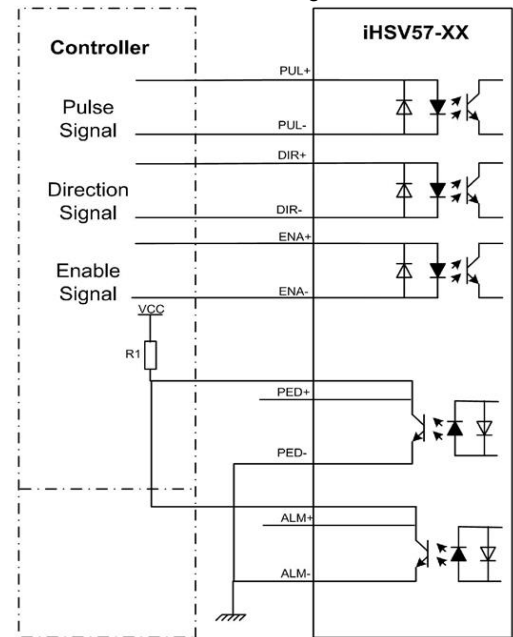 Controller
iHSV57-XX
PUL+
Pulse
Signal
PUL-
DIR+
Direction
Signal
DIR-
ENA+
Enable
Signal
ENA-
VCC
R1
PED+
PED-
ALM+
ALM-